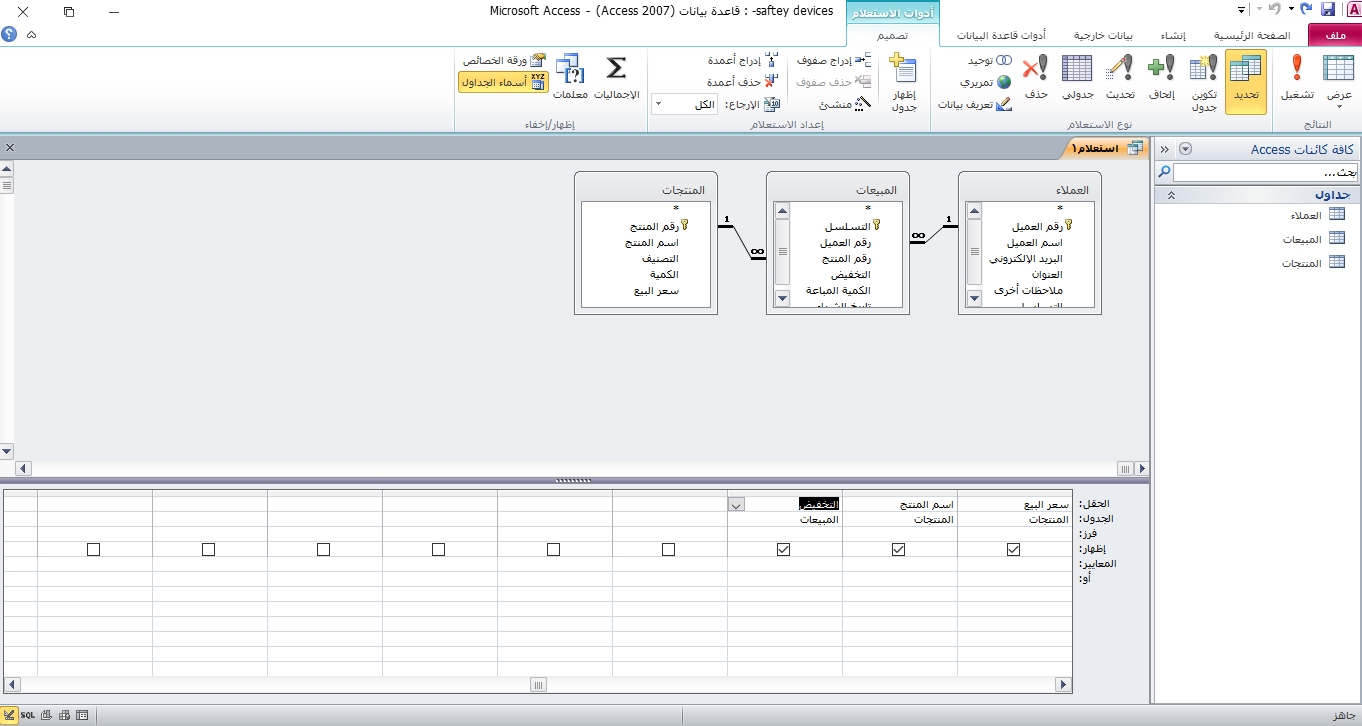 saftey devices- : قاعدة بيانات (Access 2007) - Microsoft Access
أدوات الاستعلام
ملف
الصفحة الرئيسية
إنشاء
بيانات خارجية
أدوات قاعدة البيانات
تصميم
عرض
تشغيل
النتائج
تحديد
تكوين جدول
إلحاق
تحديث
جدولي
حذف
توحيد
تمريري
تعريف بيانات
نوع الاستعلام
إظهار جدول
إدراج صفوف
حذف صفوف
منشئ
إدراج أعمدة
حذف أعمدة
الإرجاع: الكل
إعداد الاستعلام
الإجماليات
معلمات
ورقة الخصائص
أسماء الجداول
إظهار/إخفاء
كافة كائنات Access
بحث...
جداول
العملاء
المبيعات
المنتجات
استعلام١
العملاء
*
رقم العميل
اسم العميل
البريد الإلكتروني
العنوان
ملاحظات أخرى
1
∞
المبيعات
*
التسلسل
رقم العميل
رقم المنتج
التخفيض
الكمية المباعة
1
∞
المنتجات
*
رقم المنتج
اسم المنتج
التصنيف
الكمية
سعر البيع
الحقل: سعر البيع اسم المنتج التخفيض
الجدول: المنتجات المنتجات المبيعات
فرز:
إظهار:
المعايير:
أو:
جاهز
SQL